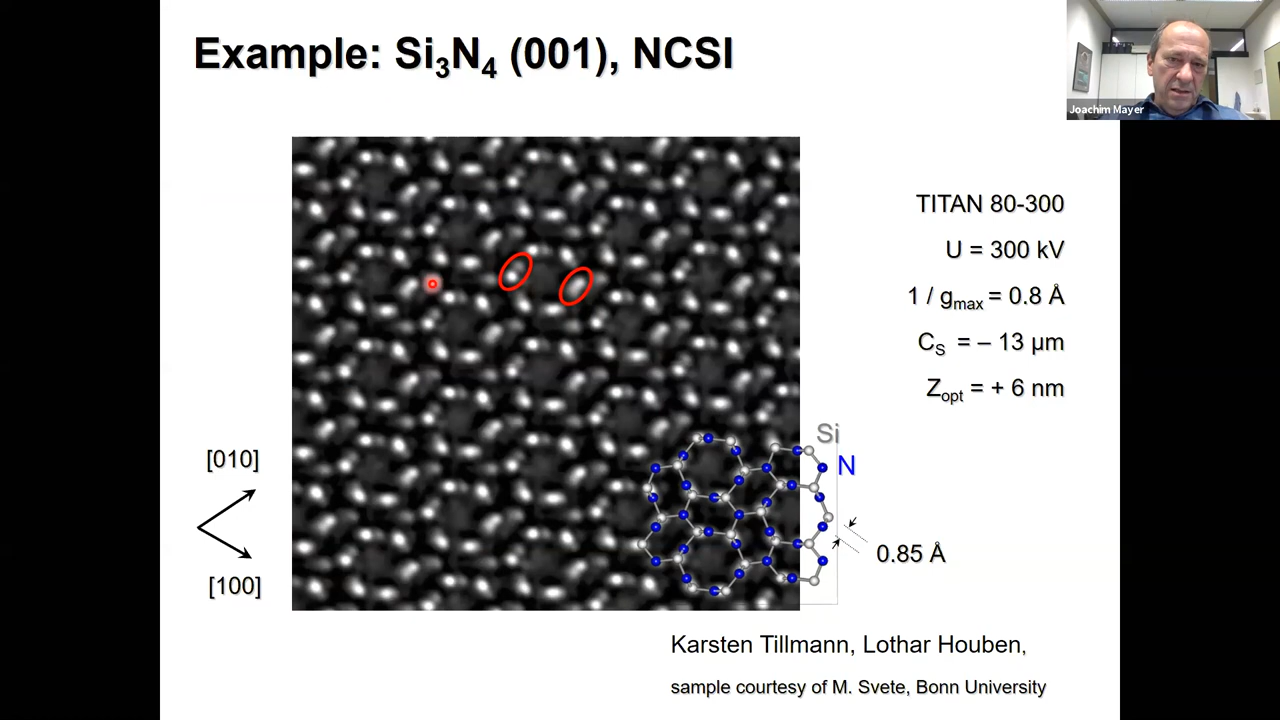 Example: Si3N4 (001), NCSI
Joachim Mayer
TITAN 80-300
U = 300 kV
1 / gmax = 0.8 Å
CS = – 13 µm
Zopt = + 6 nm
Si
N
[010]
[100]
0.85 Å
Karsten Tillmann, Lothar Houben,
sample courtesy of M. Svete, Bonn University